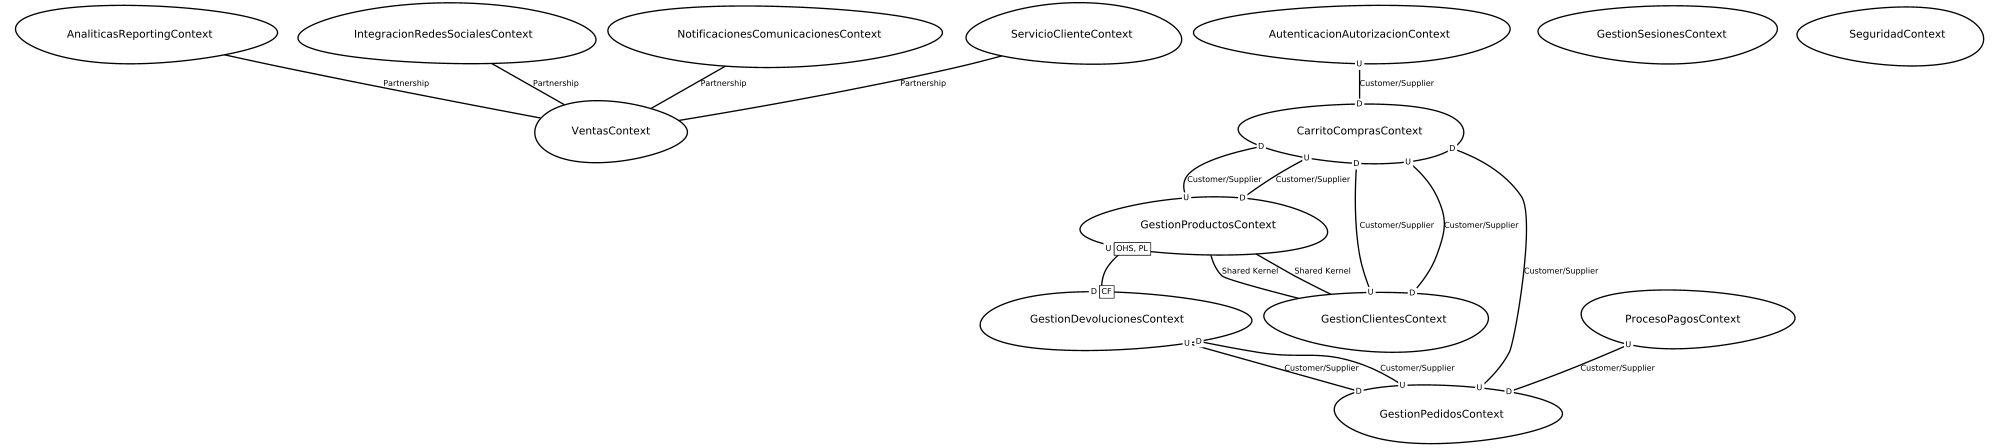 AnaliticasReportingContext
IntegracionRedesSocialesContext
NotificacionesComunicacionesContext
ServicioClienteContext
AutenticacionAutorizacionContext
GestionSesionesContext
SeguridadContext
U
Partnership
Partnership
Partnership
Partnership
Customer/Supplier
D
VentasContext
CarritoComprasContext
D
U
D
U
D
Customer/Supplier
Customer/Supplier
U
D
GestionProductosContext
Customer/Supplier
Customer/Supplier
U
OHS, PL
Shared Kernel
Shared Kernel
Customer/Supplier
D
CF
U
D
GestionDevolucionesContext
GestionClientesContext
ProcesoPagosContext
U
D
U
Customer/Supplier
Customer/Supplier
Customer/Supplier
D
U
U
D
GestionPedidosContext